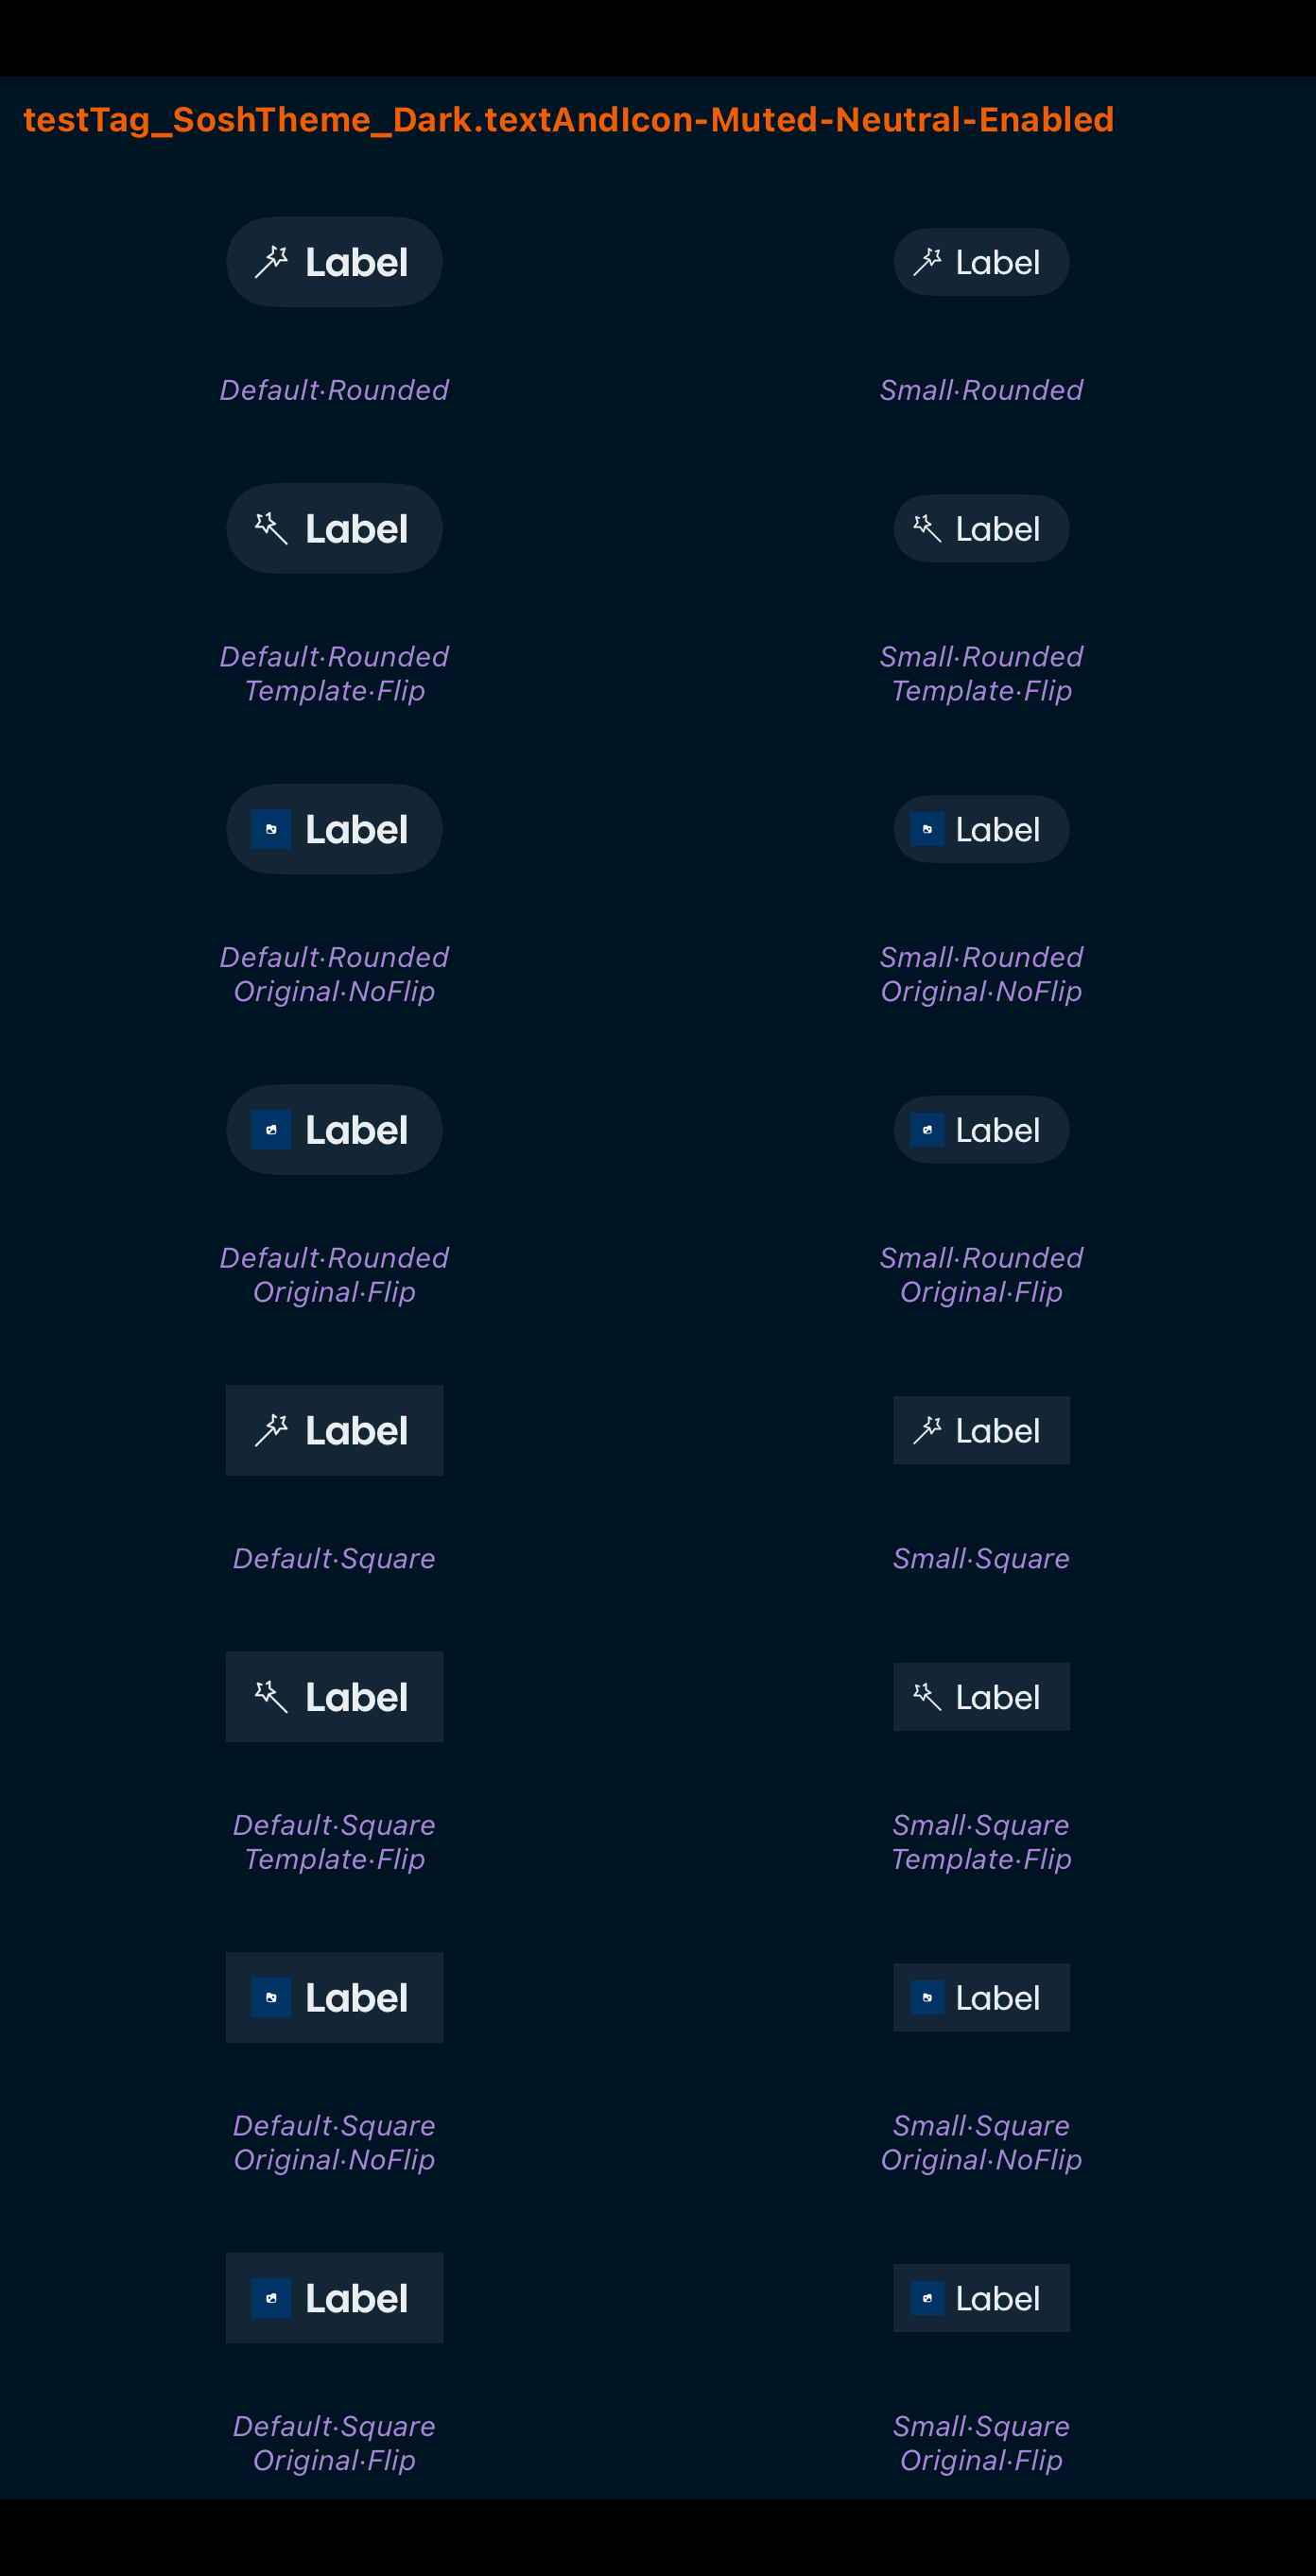 testTag_SoshTheme_Dark.textAndIcon-Muted-Neutral-Enabled
Label
Label
Default·Rounded
Small·Rounded
Label
Label
Default·Rounded
Template·Flip
Small·Rounded
Template·Flip
Label
Label
Default·Rounded
Original·NoFlip
Small·Rounded
Original·NoFlip
Label
Label
Default·Rounded
Original·Flip
Small·Rounded
Original·Flip
Label
Label
Default·Square
Small·Square
Label
Label
Default·Square
Template·Flip
Small·Square
Template·Flip
Label
Label
Default·Square
Original·NoFlip
Small·Square
Original·NoFlip
Label
Label
Default·Square
Original·Flip
Small·Square
Original·Flip